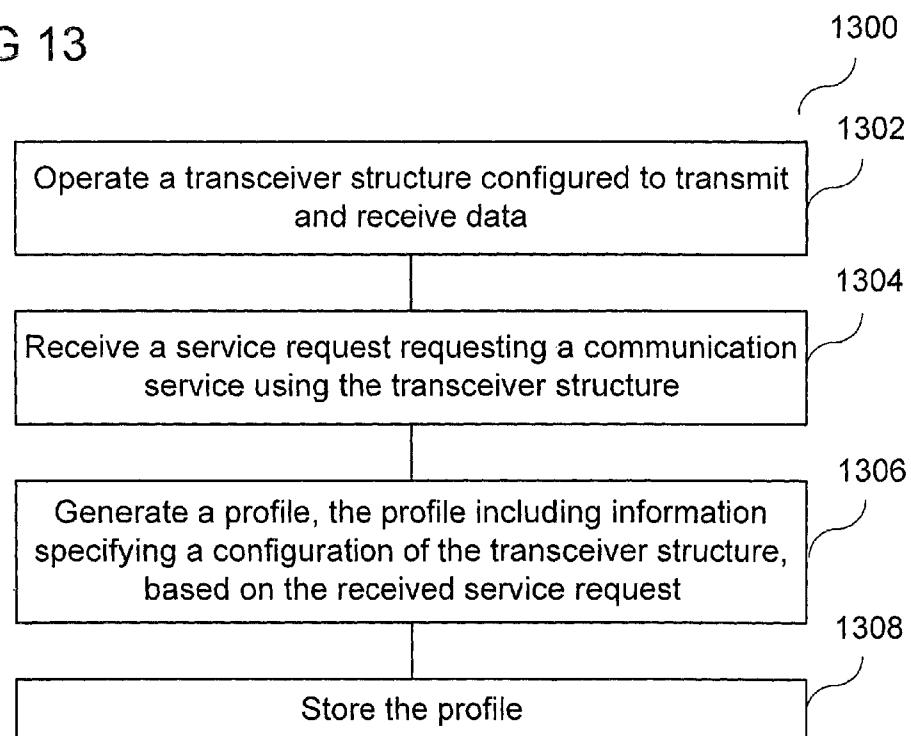 G 13
1300
1302
Operate a transceiver structure configured to transmit
and receive data
1304
Receive a service request requesting a communication
service using the transceiver structure
1306
Generate a profile, the profile including information
specifying a configuration of the transceiver structure,
based on the received service request
1308
Store the profile